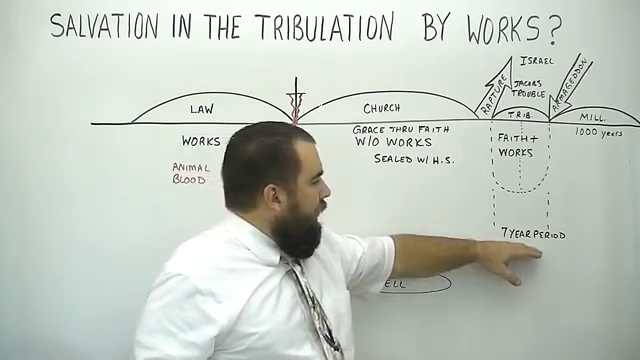 SALVATION IN THE TRIBULATION BY WORKS?
ISRAEL
JACOBS
TROUBLE
RAPTURE
ARMAGEDDON
LAW
CHURCH
TRIB.
MILL.
1000 years
WORKS
GRACE THRU FAITH
W/O WORKS
SEALED W/ H.S.
FAITH +
WORKS
ANIMAL
BLOOD
7 YEAR PERIOD